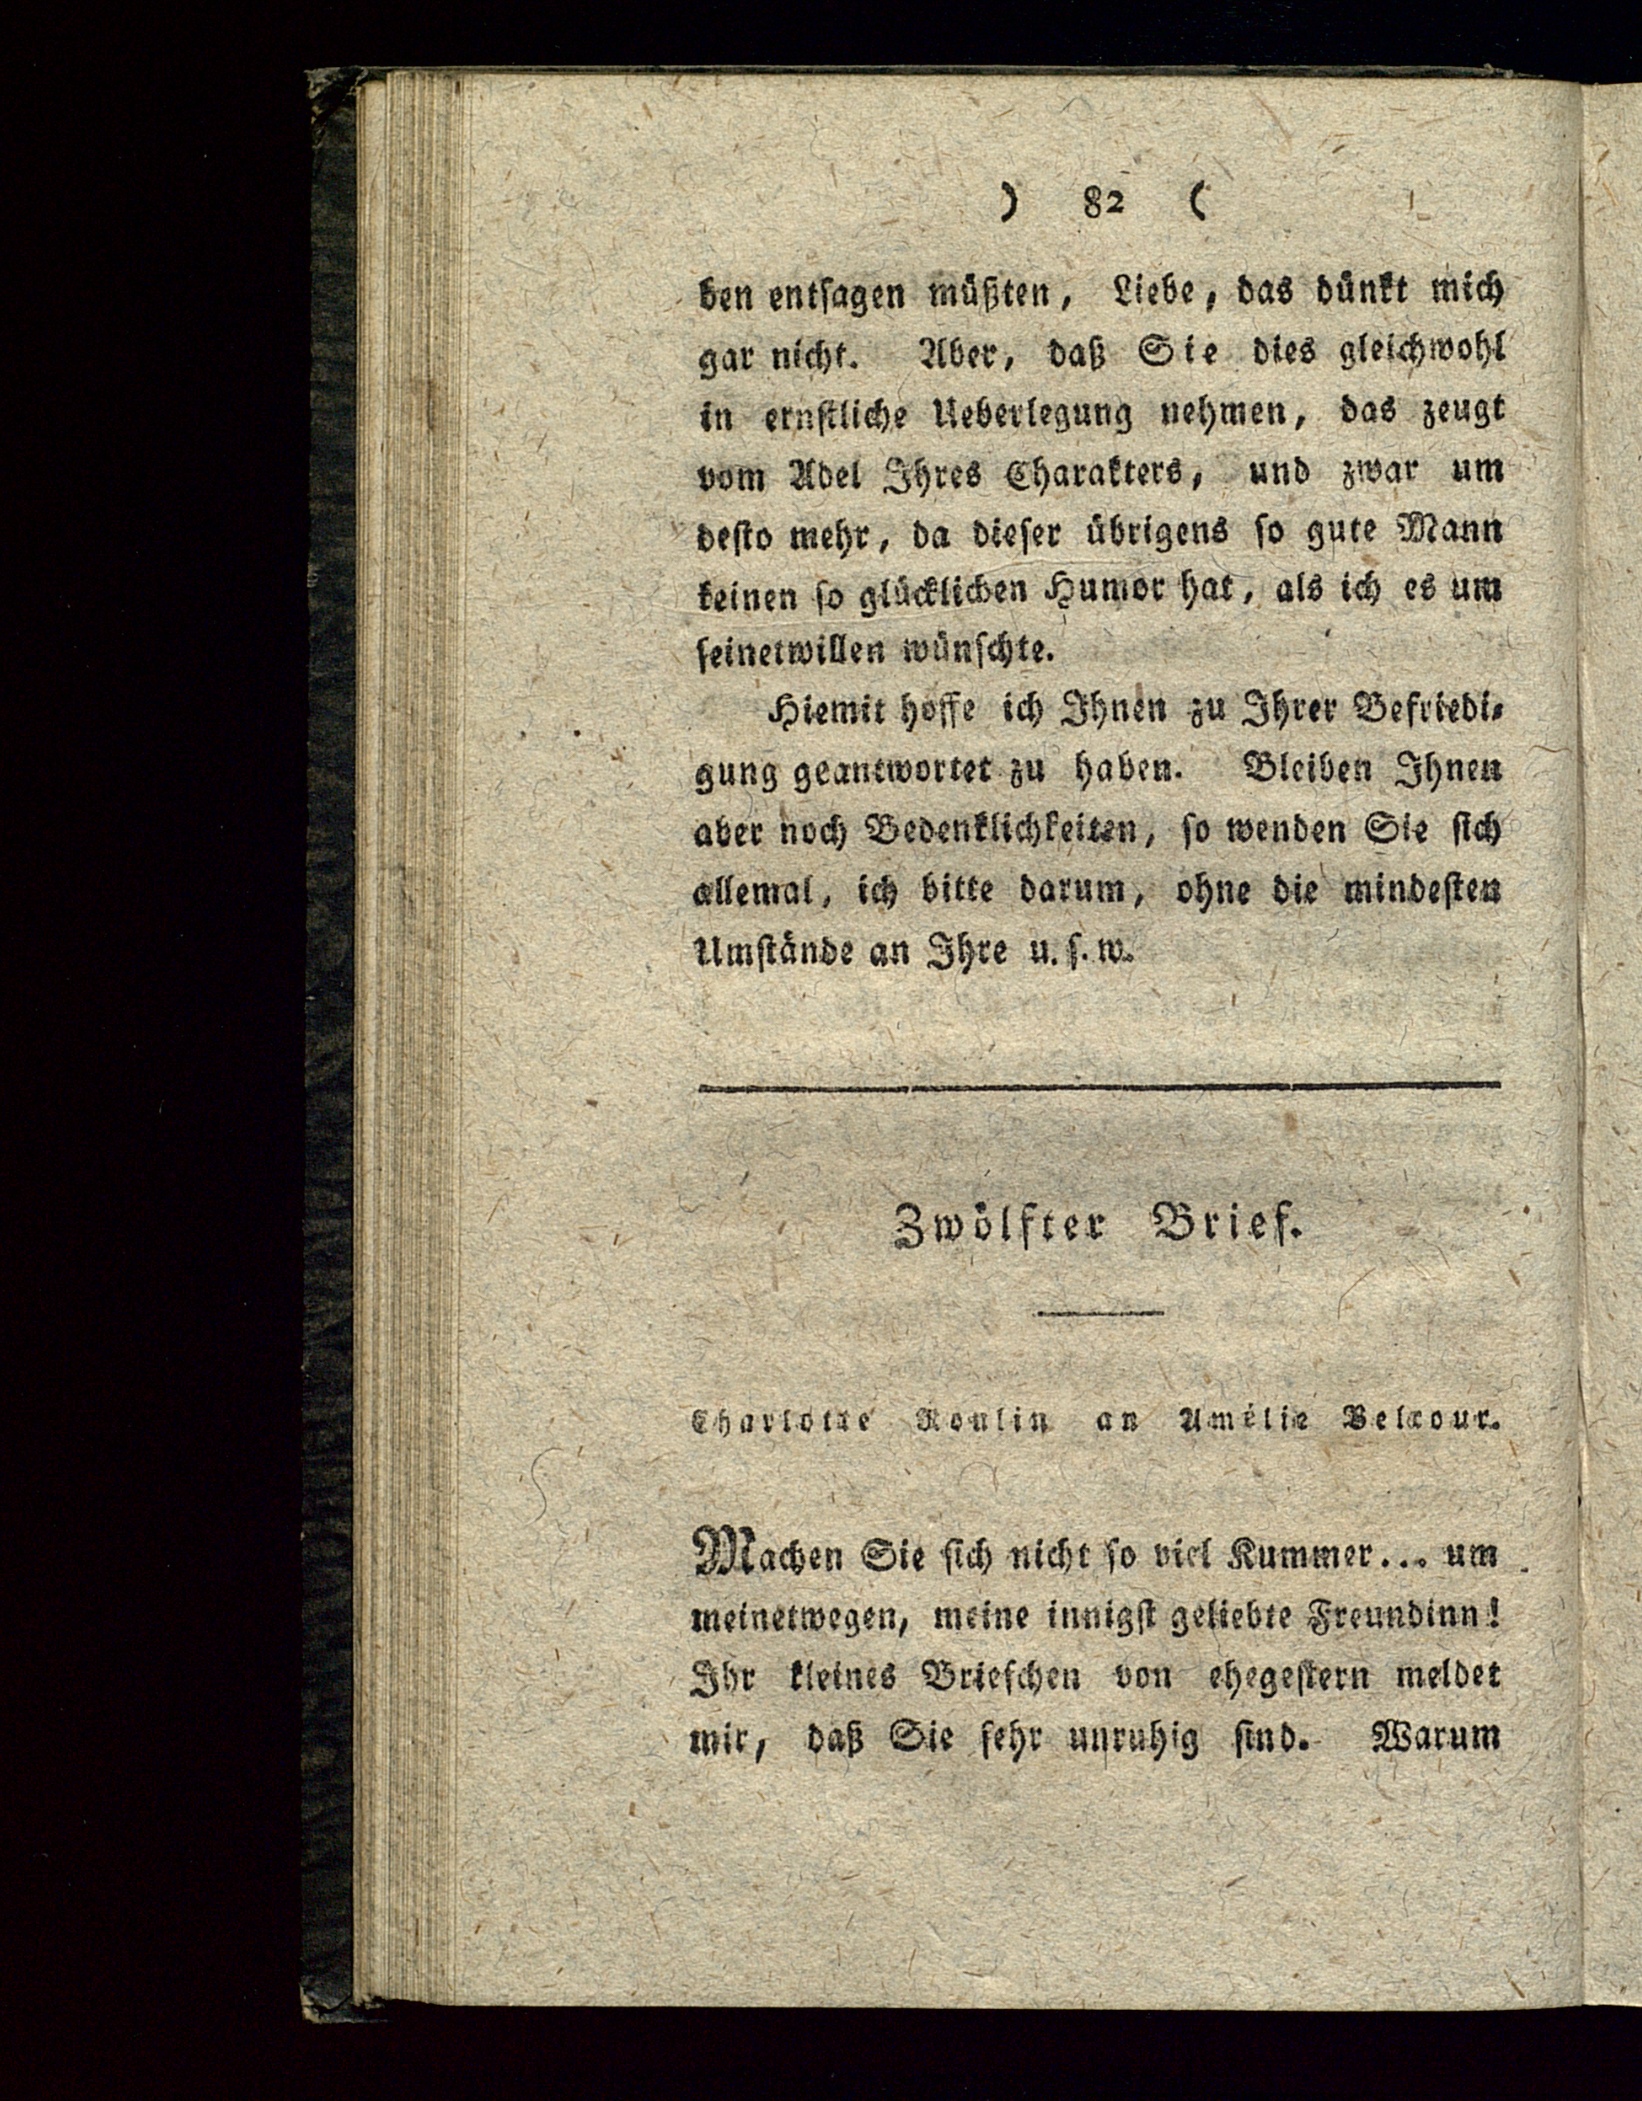 ) 82 (
ben entsagen müßten, Liebe, das dünkt mich
gar nicht. Aber, daß Sie dies gleichwohl
in ernstliche Ueberlegung nehmen, das zeugt
vom Adel Ihres Charakters, und zwar um
desto mehr, da dieser übrigens so gute Mann
keinen so glücklichen Humor hat, als ich es um
seinetwillen wünschte.
Hiemit hoffe ich Ihnen zu Ihrer Befriedi-
gung geantwortet zu haben. Bleiben Ihnen
aber noch Bedenklichkeiten, so wenden Sie sich
allemal, ich bitte darum, ohne die mindesten
Umstände an Ihre u. s. w.
Zwölfter Brief.
Charlotte Roulin an Amélie Belcour.
Machen Sie sich nicht so viel Kummer... um
meinetwegen, meine innigst geliebte Freundinn!
Ihr kleines Briefchen von ehegestern meldet
mir, daß Sie sehr unruhig sind. Warum